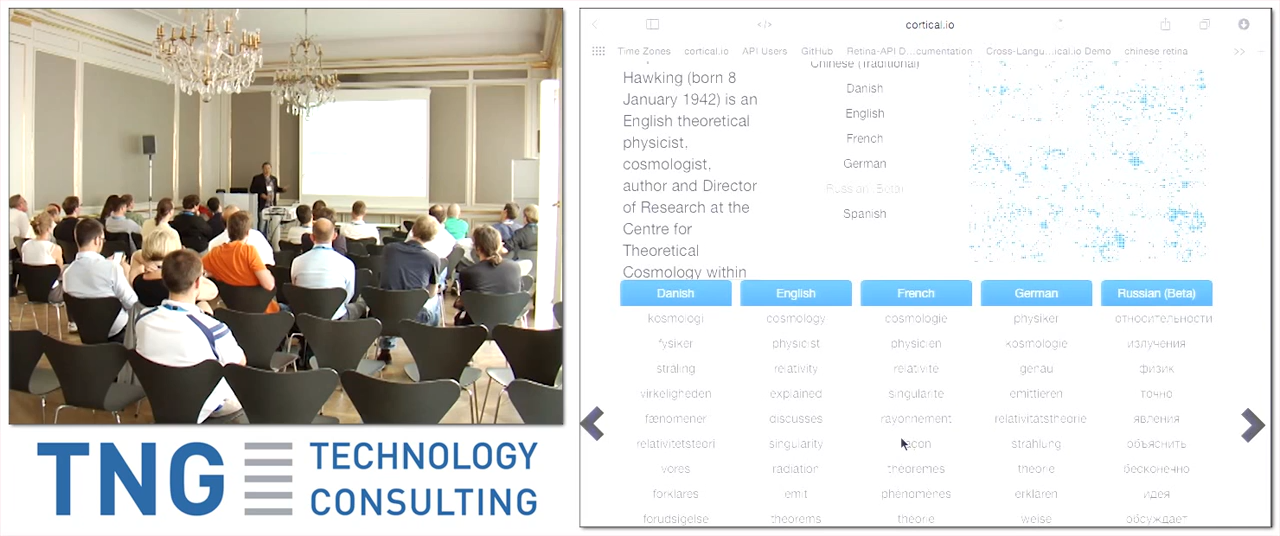 TNG
TECHNOLOGY
CONSULTING
cortical.io
Time Zones cortical.io API Users GitHub Retina-API D...cumentation Cross-Langu...ical.io Demo chinese retina >>
Hawking (born 8
January 1942) is an
English theoretical
physicist,
cosmologist,
author and Director
of Research at the
Centre for
Theoretical
Cosmology within
Chinese (Traditional)
Danish
English
French
German
Russian (Beta)
Spanish
Danish English French German Russian (Beta)
kosmologi cosmology cosmologie physiker относительности
fysiker physicist physicien kosmologie излучения
stråling relativity relativité genau физик
virkeligheden explained singularité emittieren точно
fænomener discusses rayonnement relativitätstheorie явления
relativitetsteori singularity strahlung объяснить
vores radiation théorèmes theorie бесконечно
forklares emit phénomènes erklären идея
forudsigelse theorems théorie weise обсуждает